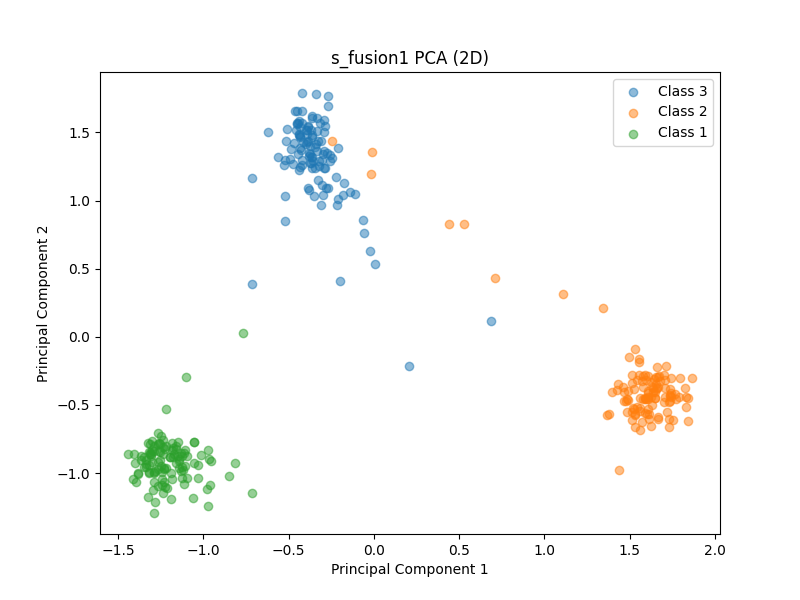 s_fusion1 PCA (2D)
Class 3
Class 2
Class 1
Principal Component 2
1.5
1.0
0.5
0.0
−0.5
−1.0
−1.5 −1.0 −0.5 0.0 0.5 1.0 1.5 2.0
Principal Component 1